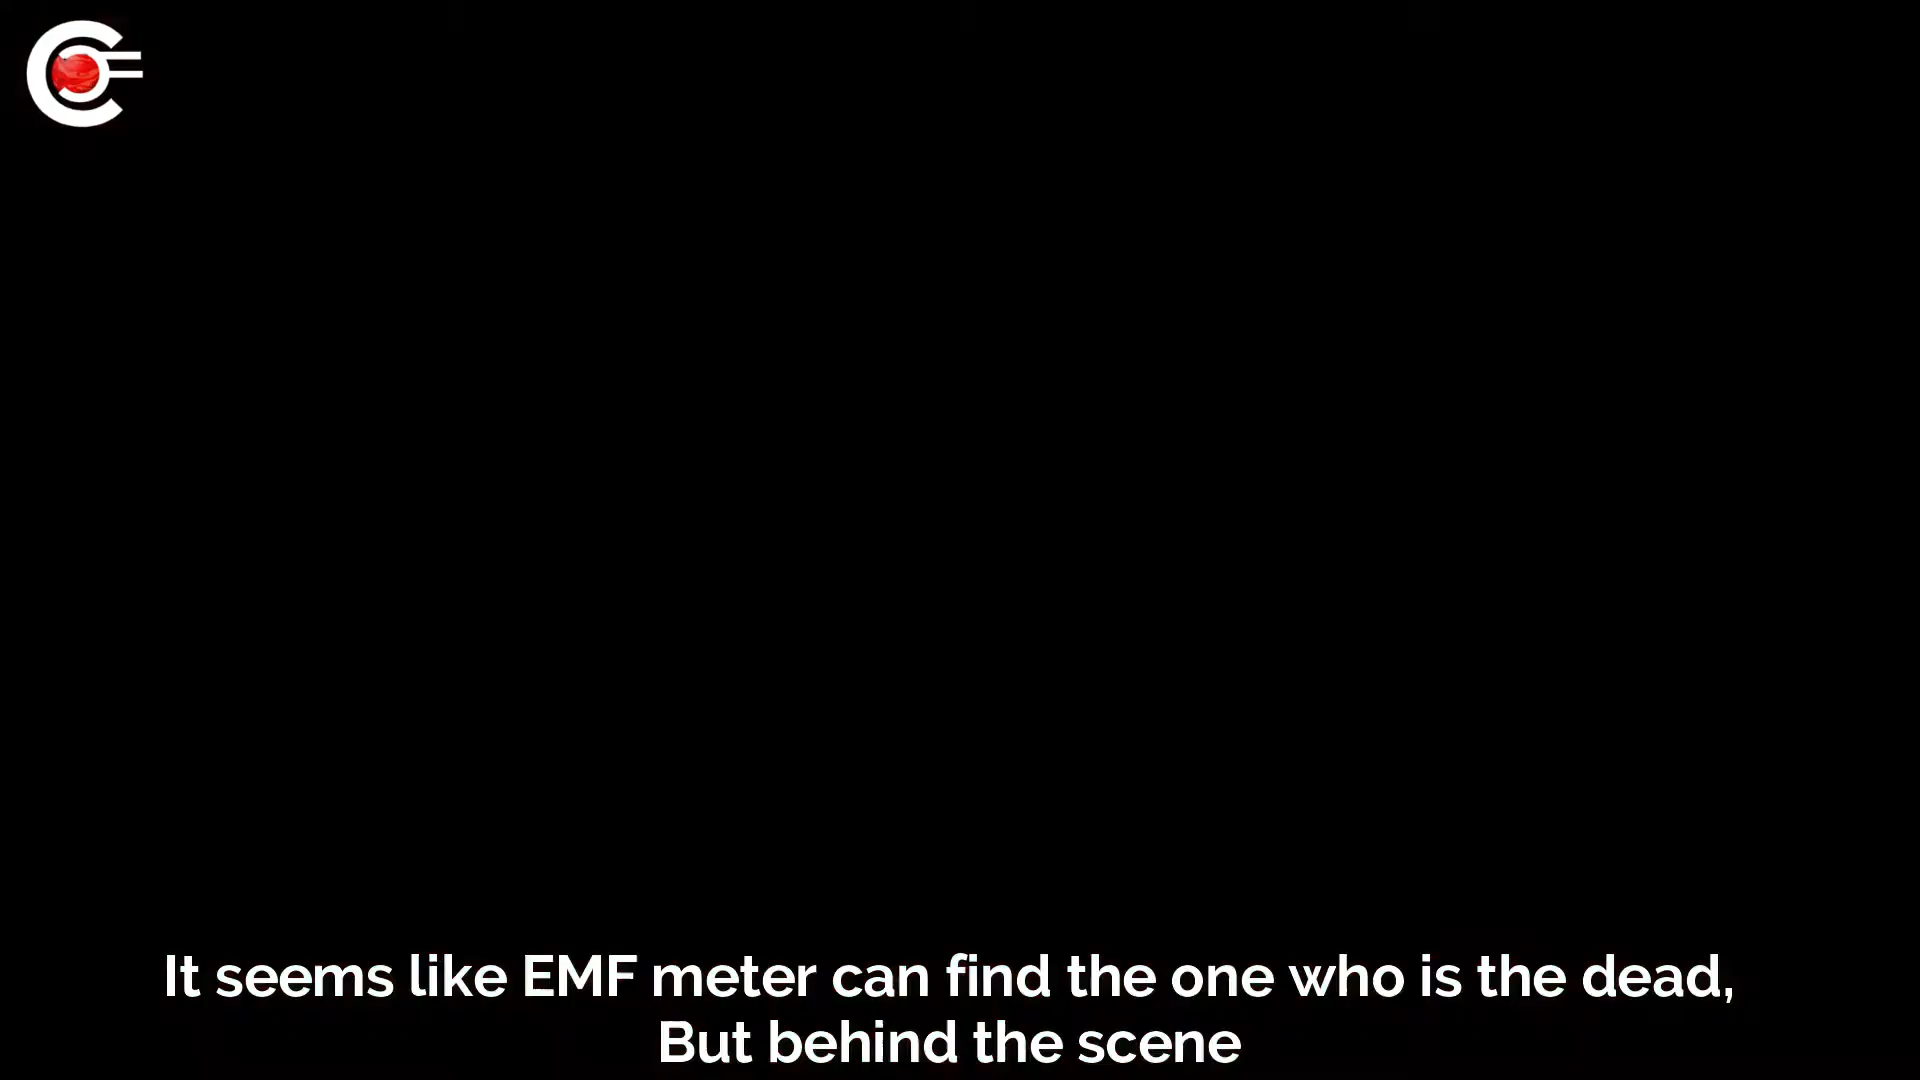 It seems like EMF meter can find the one who is the dead,
But behind the scene